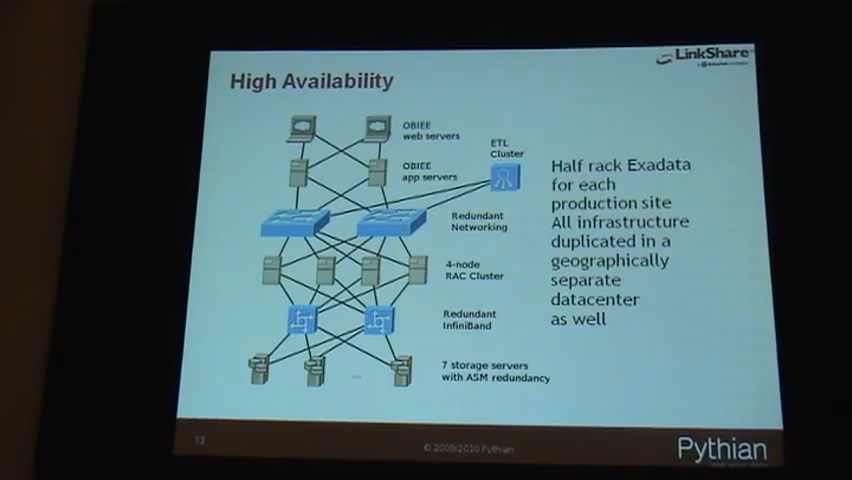 LinkShare
High Availability
OBIEE
web servers
ETL
Cluster
OBIEE
app servers
Half rack Exadata
for each
production site
All infrastructure
duplicated in a
geographically
separate
datacenter
as well
Redundant
Networking
4-node
RAC Cluster
Redundant
InfiniBand
...
7 storage servers
with ASM redundancy
13
© 2009/2010 Pythian
Pythian